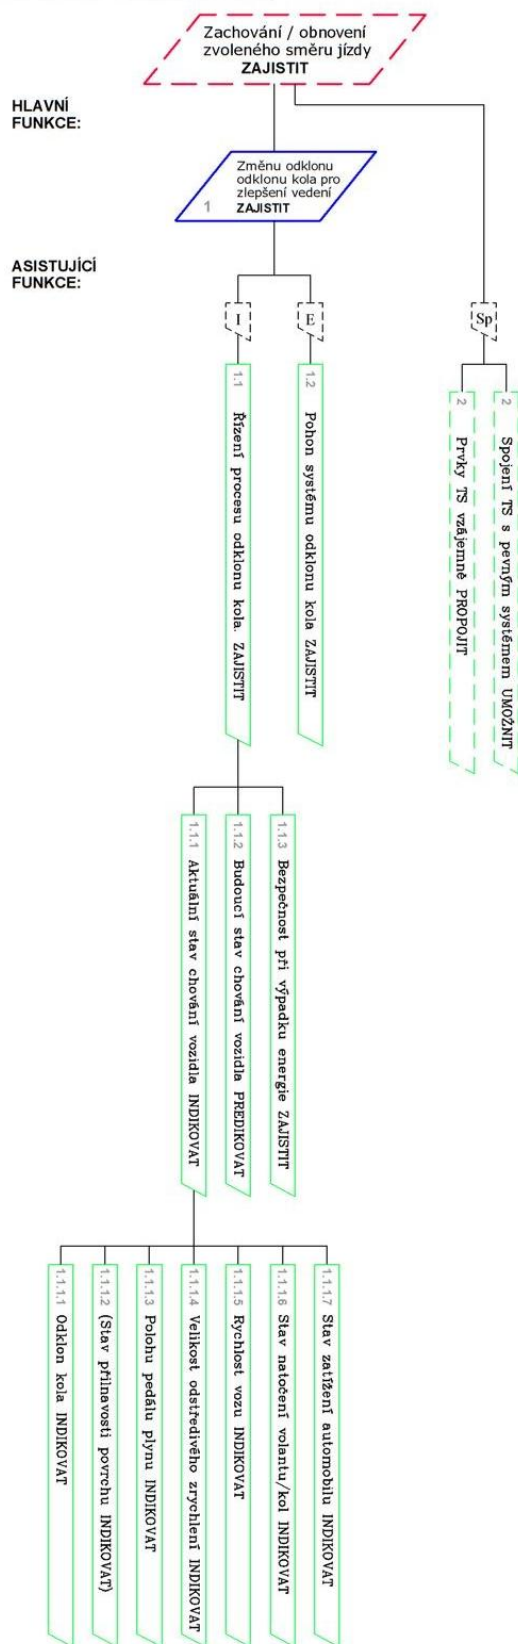 Zachování / obnovení
zvoleného směru jízdy
ZAJISTIT
HLAVNÍ
FUNKCE:
Změnu odklonu
odklonu kola pro
zlepšení vedení
1 ZAJISTIT
ASISTUJÍCÍ
FUNKCE:
I
E
Sp
1.1 Řízení procesu odklonu kola. ZAJISTIT
1.2 Pohon systému odklonu kola ZAJISTIT
2 Prvky TS vzájemně PROPOJIT
2 Spojení TS s pevným systémem UMOŽNIT
1.1.1 Aktuální stav chování vozidla INDIKOVAT
1.1.2 Budoucí stav chování vozidla PREDIKOVAT
1.1.3 Bezpečnost při výpadku energie ZAJISTIT
1.1.1.1 Odklon kola INDIKOVAT
1.1.1.2 (Stav přilnavosti povrchu INDIKOVAT)
1.1.1.3 Polohu pedálu plynu INDIKOVAT
1.1.1.4 Velikost odstředivého zrychlení INDIKOVAT
1.1.1.5 Rychlost vozu INDIKOVAT
1.1.1.6 Stav natočení volantu/kol INDIKOVAT
1.1.1.7 Stav zatížení automobilu INDIKOVAT